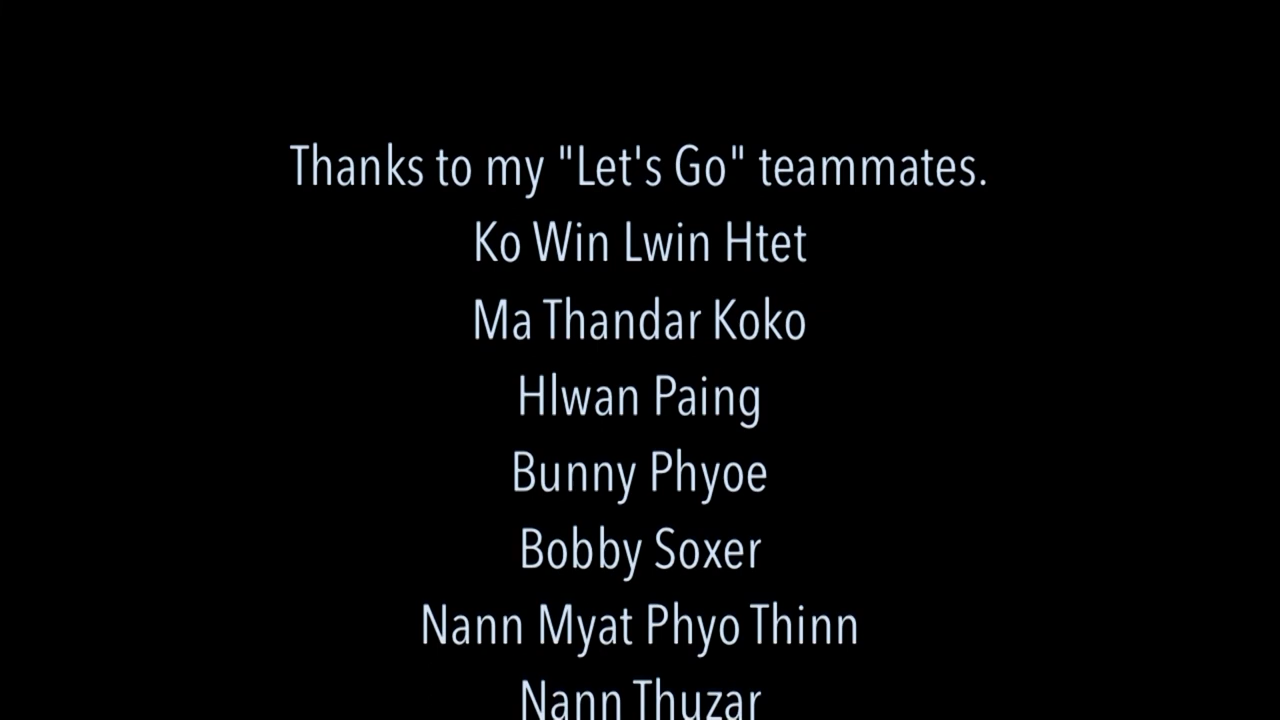 Thanks to my "Let's Go" teammates.
Ko Win Lwin Htet
Ma Thandar Koko
Hlwan Paing
Bunny Phyoe
Bobby Soxer
Nann Myat Phyo Thinn
Nann Thuzar